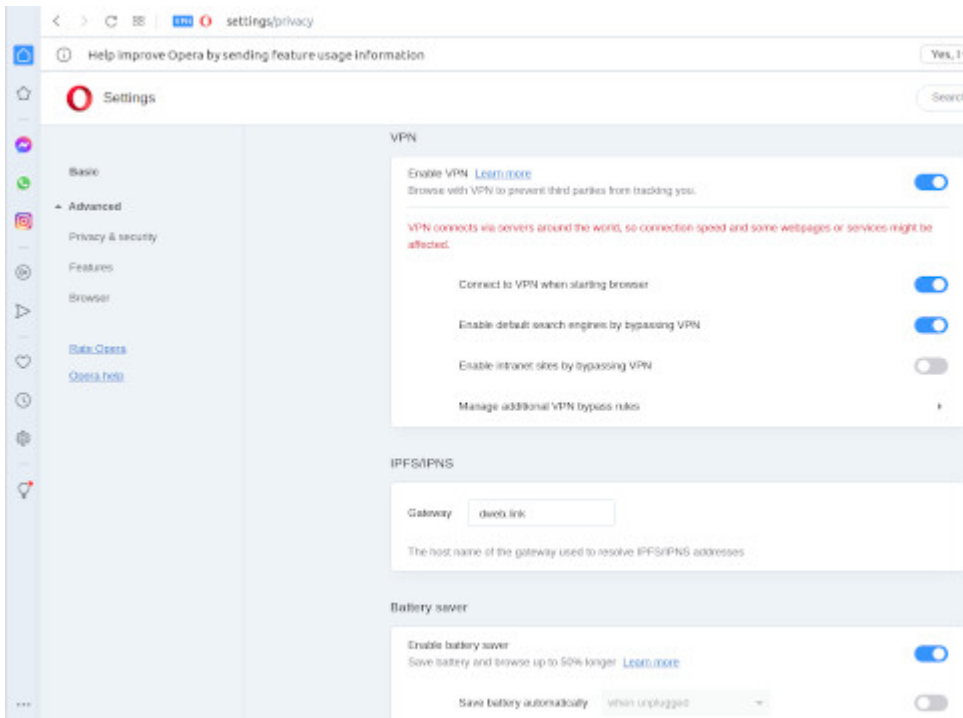 VPN settings/privacy
Help improve Opera by sending feature usage information
Yes, I
Settings
Search
Basic
Advanced
Privacy & security
Features
Browser
Rate Opera
Opera help
VPN
Enable VPN Learn more
Browse with VPN to prevent third parties from tracking you.
VPN connects via servers around the world, so connection speed and some webpages or services might be
affected.
Connect to VPN when starting browser
Enable default search engines by bypassing VPN
Enable intranet sites by bypassing VPN
Manage additional VPN bypass rules
IPFS/IPNS
Gateway dweb.link
The host name of the gateway used to resolve IPFS/IPNS addresses
Battery saver
Enable battery saver
Save battery and browse up to 50% longer Learn more
Save battery automatically when unplugged